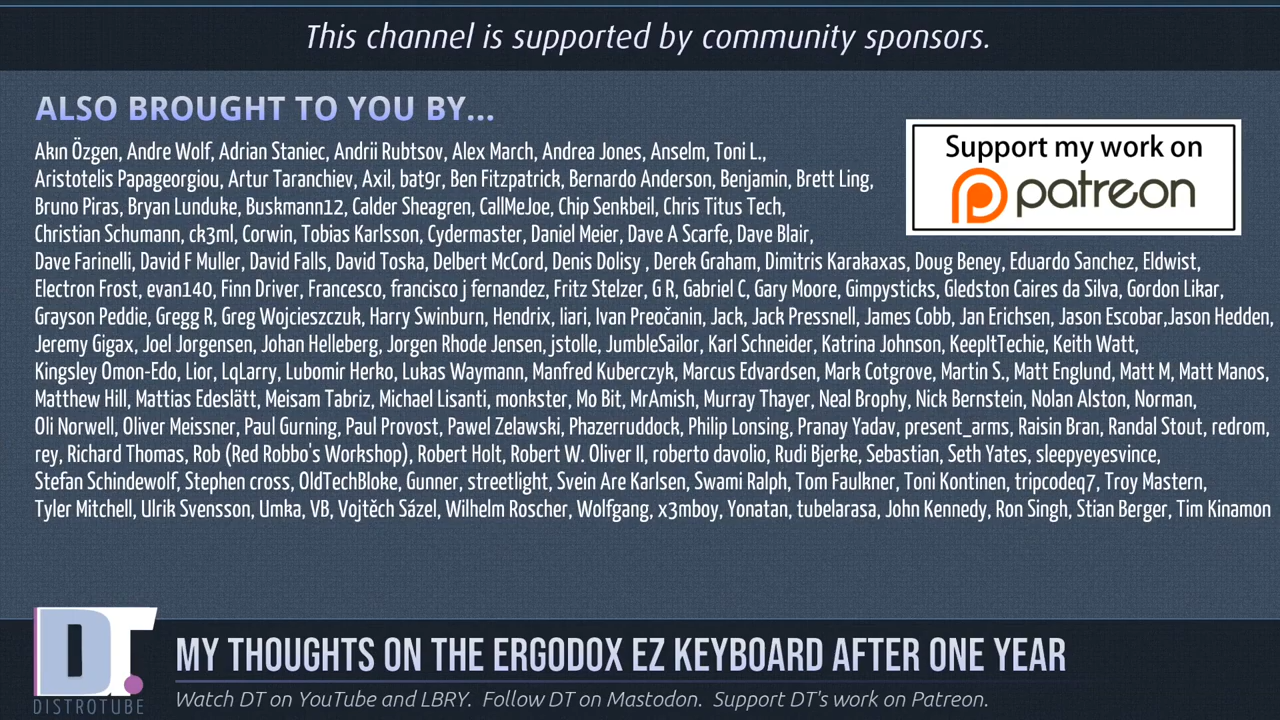 This channel is supported by community sponsors.
ALSO BROUGHT TO YOU BY...
Akın Özgen, Andre Wolf, Adrian Staniec, Andrii Rubtsov, Alex March, Andrea Jones, Anselm, Toni L.,
Aristotelis Papageorgiou, Artur Taranchiev, Axil, bat9r, Ben Fitzpatrick, Bernardo Anderson, Benjamin, Brett Ling,
Bruno Piras, Bryan Lunduke, Buskmann12, Calder Sheagren, CallMeJoe, Chip Senkbeil, Chris Titus Tech,
Christian Schumann, ck3ml, Corwin, Tobias Karlsson, Cydermaster, Daniel Meier, Dave A Scarfe, Dave Blair,
Support my work on
patreon
Dave Farinelli, David F Muller, David Falls, David Toska, Delbert McCord, Denis Dolisy , Derek Graham, Dimitris Karakaxas, Doug Beney, Eduardo Sanchez, Eldwist,
Electron Frost, evan140, Finn Driver, Francesco, francisco j fernandez, Fritz Stelzer, G R, Gabriel C, Gary Moore, Gimpysticks, Gledston Caires da Silva, Gordon Likar,
Grayson Peddie, Gregg R, Greg Wojcieszczuk, Harry Swinburn, Hendrix, Iiari, Ivan Preočanin, Jack, Jack Pressnell, James Cobb, Jan Erichsen, Jason Escobar,Jason Hedden,
Jeremy Gigax, Joel Jorgensen, Johan Helleberg, Jorgen Rhode Jensen, jstolle, JumbleSailor, Karl Schneider, Katrina Johnson, KeepItTechie, Keith Watt,
Kingsley Omon-Edo, Lior, LqLarry, Lubomir Herko, Lukas Waymann, Manfred Kuberczyk, Marcus Edvardsen, Mark Cotgrove, Martin S., Matt Englund, Matt M, Matt Manos,
Matthew Hill, Mattias Edeslätt, Meisam Tabriz, Michael Lisanti, monkster, Mo Bit, MrAmish, Murray Thayer, Neal Brophy, Nick Bernstein, Nolan Alston, Norman,
Oli Norwell, Oliver Meissner, Paul Gurning, Paul Provost, Pawel Zelawski, Phazerruddock, Philip Lonsing, Pranay Yadav, present_arms, Raisin Bran, Randal Stout, redrom,
rey, Richard Thomas, Rob (Red Robbo's Workshop), Robert Holt, Robert W. Oliver II, roberto davolio, Rudi Bjerke, Sebastian, Seth Yates, sleepyeyesvince,
Stefan Schindewolf, Stephen cross, OldTechBloke, Gunner, streetlight, Svein Are Karlsen, Swami Ralph, Tom Faulkner, Toni Kontinen, tripcodeq7, Troy Mastern,
Tyler Mitchell, Ulrik Svensson, Umka, VB, Vojtěch Sázel, Wilhelm Roscher, Wolfgang, x3mboy, Yonatan, tubelarasa, John Kennedy, Ron Singh, Stian Berger, Tim Kinamon
DT
DISTROTUBE
MY THOUGHTS ON THE ERGODOX EZ KEYBOARD AFTER ONE YEAR
Watch DT on YouTube and LBRY. Follow DT on Mastodon. Support DT's work on Patreon.